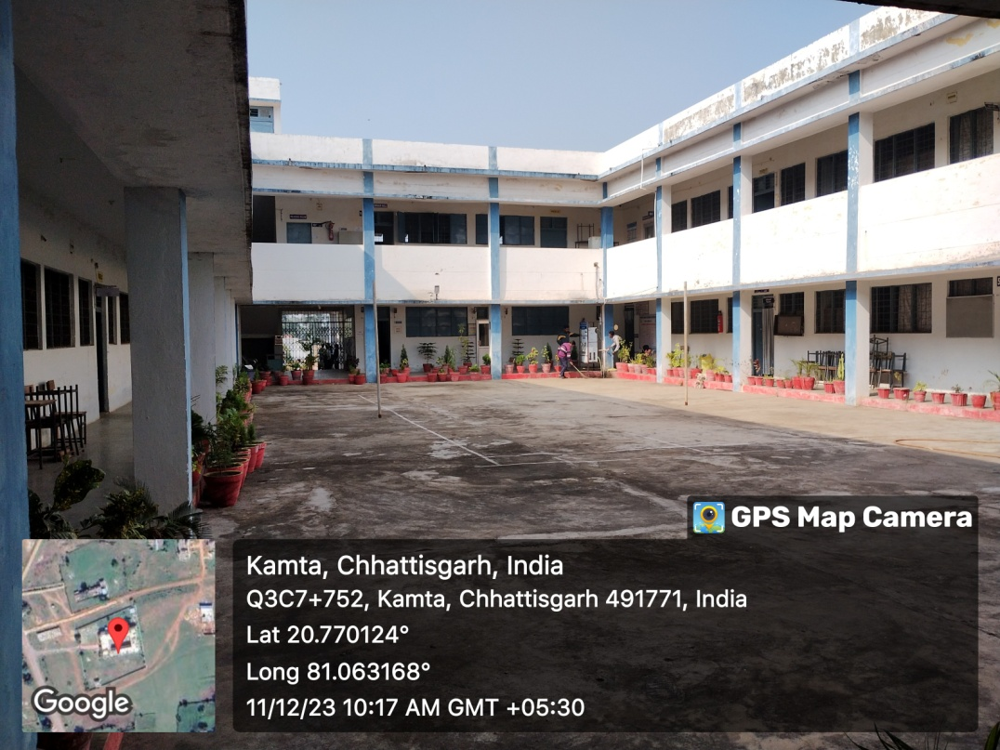 GPS Map Camera
Kamta, Chhattisgarh, India
Q3C7+752, Kamta, Chhattisgarh 491771, India
Lat 20.770124°
Long 81.063168°
11/12/23 10:17 AM GMT +05:30
Google